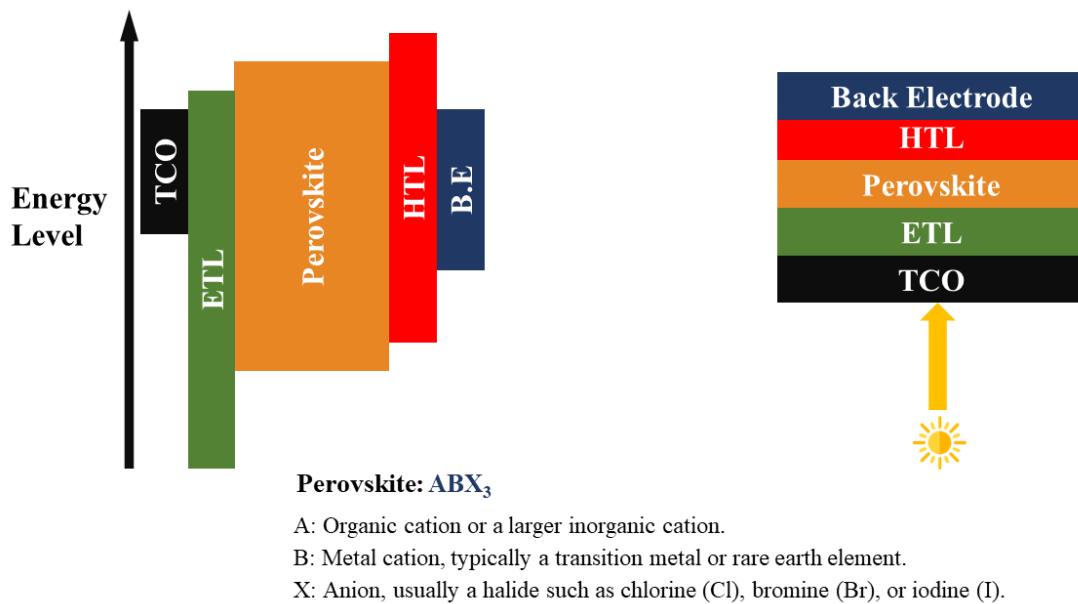 Energy
Level
TCO
ETL
Perovskite
HTL
B.E
Back Electrode
HTL
Perovskite
ETL
TCO
Perovskite: ABX₃
A: Organic cation or a larger inorganic cation.
B: Metal cation, typically a transition metal or rare earth element.
X: Anion, usually a halide such as chlorine (Cl), bromine (Br), or iodine (I).